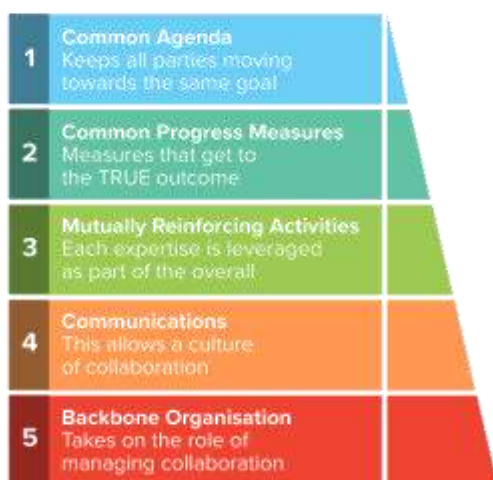 1
Common Agenda
Keeps all parties moving
towards the same goal
2
Common Progress Measures
Measures that get to
the TRUE outcome
3
Mutually Reinforcing Activities
Each expertise is leveraged
as part of the overall
4
Communications
This allows a culture
of collaboration
5
Backbone Organisation
Takes on the role of
managing collaboration